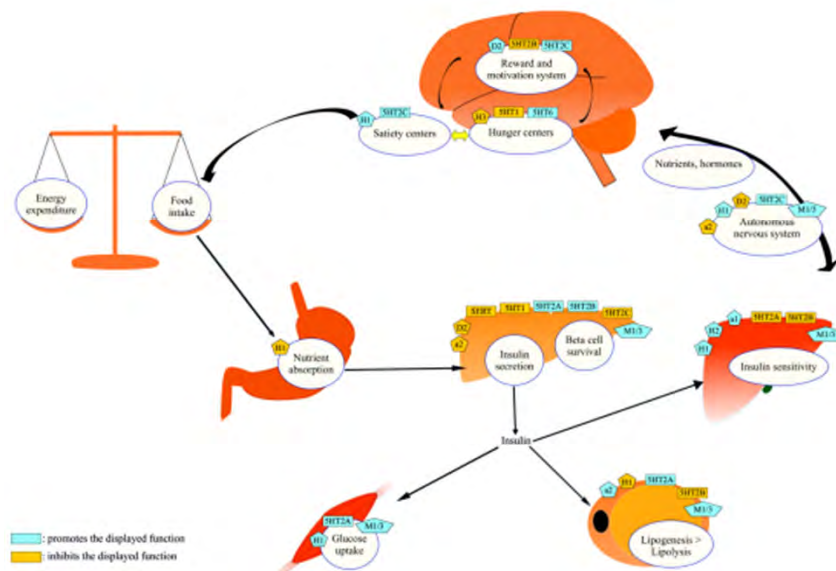 D2
5HT2B
5HT2C
Reward and
motivation system
H1
5HT2C
Satiety centers
H3
5HT1
5HT6
Hunger centers
Energy
expenditure
Food
intake
Nutrients, hormones
a2
H1
D2
5HT2C
M1/3
Autonomous
nervous system
H1
Nutrient
absorption
a2
D2
5HT1
5HT2A
5HT2B
5HT2C
M1/3
Insulin
secretion
Beta cell
survival
H1
H2
a1
5HT2A
5HT2B
M1/3
Insulin sensitivity
Insulin
H1
5HT2A
M1/3
Glucose
uptake
a2
H1
5HT2A
5HT2B
M1/3
Lipogenesis >
Lipolysis
: promotes the displayed function
: inhibits the displayed function